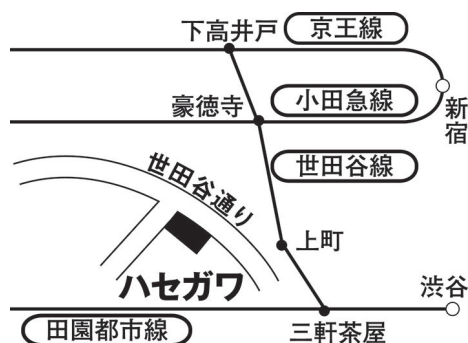 下高井戸
京王線
豪徳寺
小田急線
新宿
世田谷線
世田谷通り
上町
ハセガワ
渋谷
田園都市線
三軒茶屋